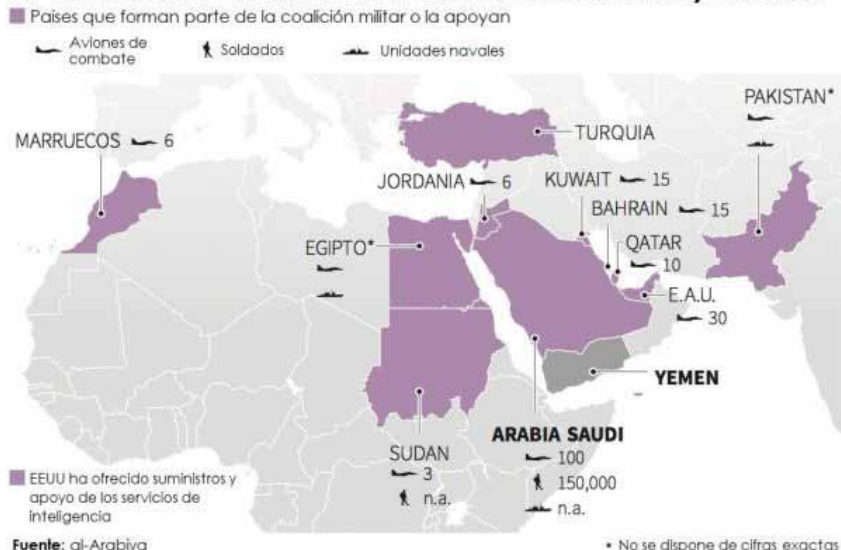 Países que forman parte de la coalición militar o la apoyan
Aviones de
combate
Soldados
Unidades navales
MARRUECOS 6
TURQUIA
PAKISTAN*
JORDANIA 6
KUWAIT 15
BAHRAIN 15
QATAR
10
EGIPTO*
E.A.U.
30
YEMEN
SUDAN
3
n.a.
ARABIA SAUDI
100
150,000
n.a.
EEUU ha ofrecido suministros y
apoyo de los servicios de
inteligencia
Fuente: al-Arabiya
* No se dispone de cifras exactas